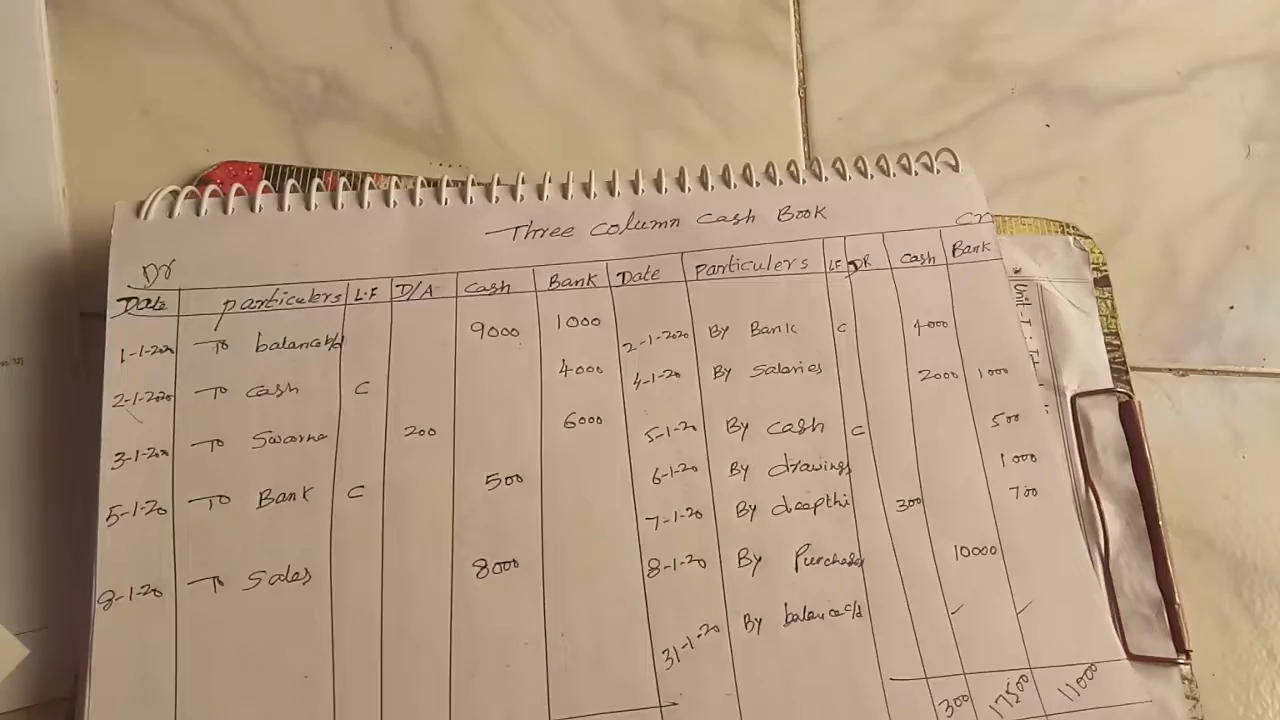 Three column Cash Book
Dr Cr
Date particulers L.F D/A Cash Bank Date particulers LF DR Cash Bank
1-1-2020 To balance b/d 9000 1000 2-1-2020 By Bank C 4000
2-1-2020 To cash C 4000 4-1-20 By Salaries 2000 1000
3-1-2020 To Swarna 200 6000 5-1-20 By cash C 500
6-1-20 By drawings 1000
5-1-20 To Bank C 500 7-1-20 By deepthi 300 700
8-1-20 To Sales 8000 8-1-20 By Purchases 10000
31-1-20 By balance c/d
300 17500 11000
Unit - I :